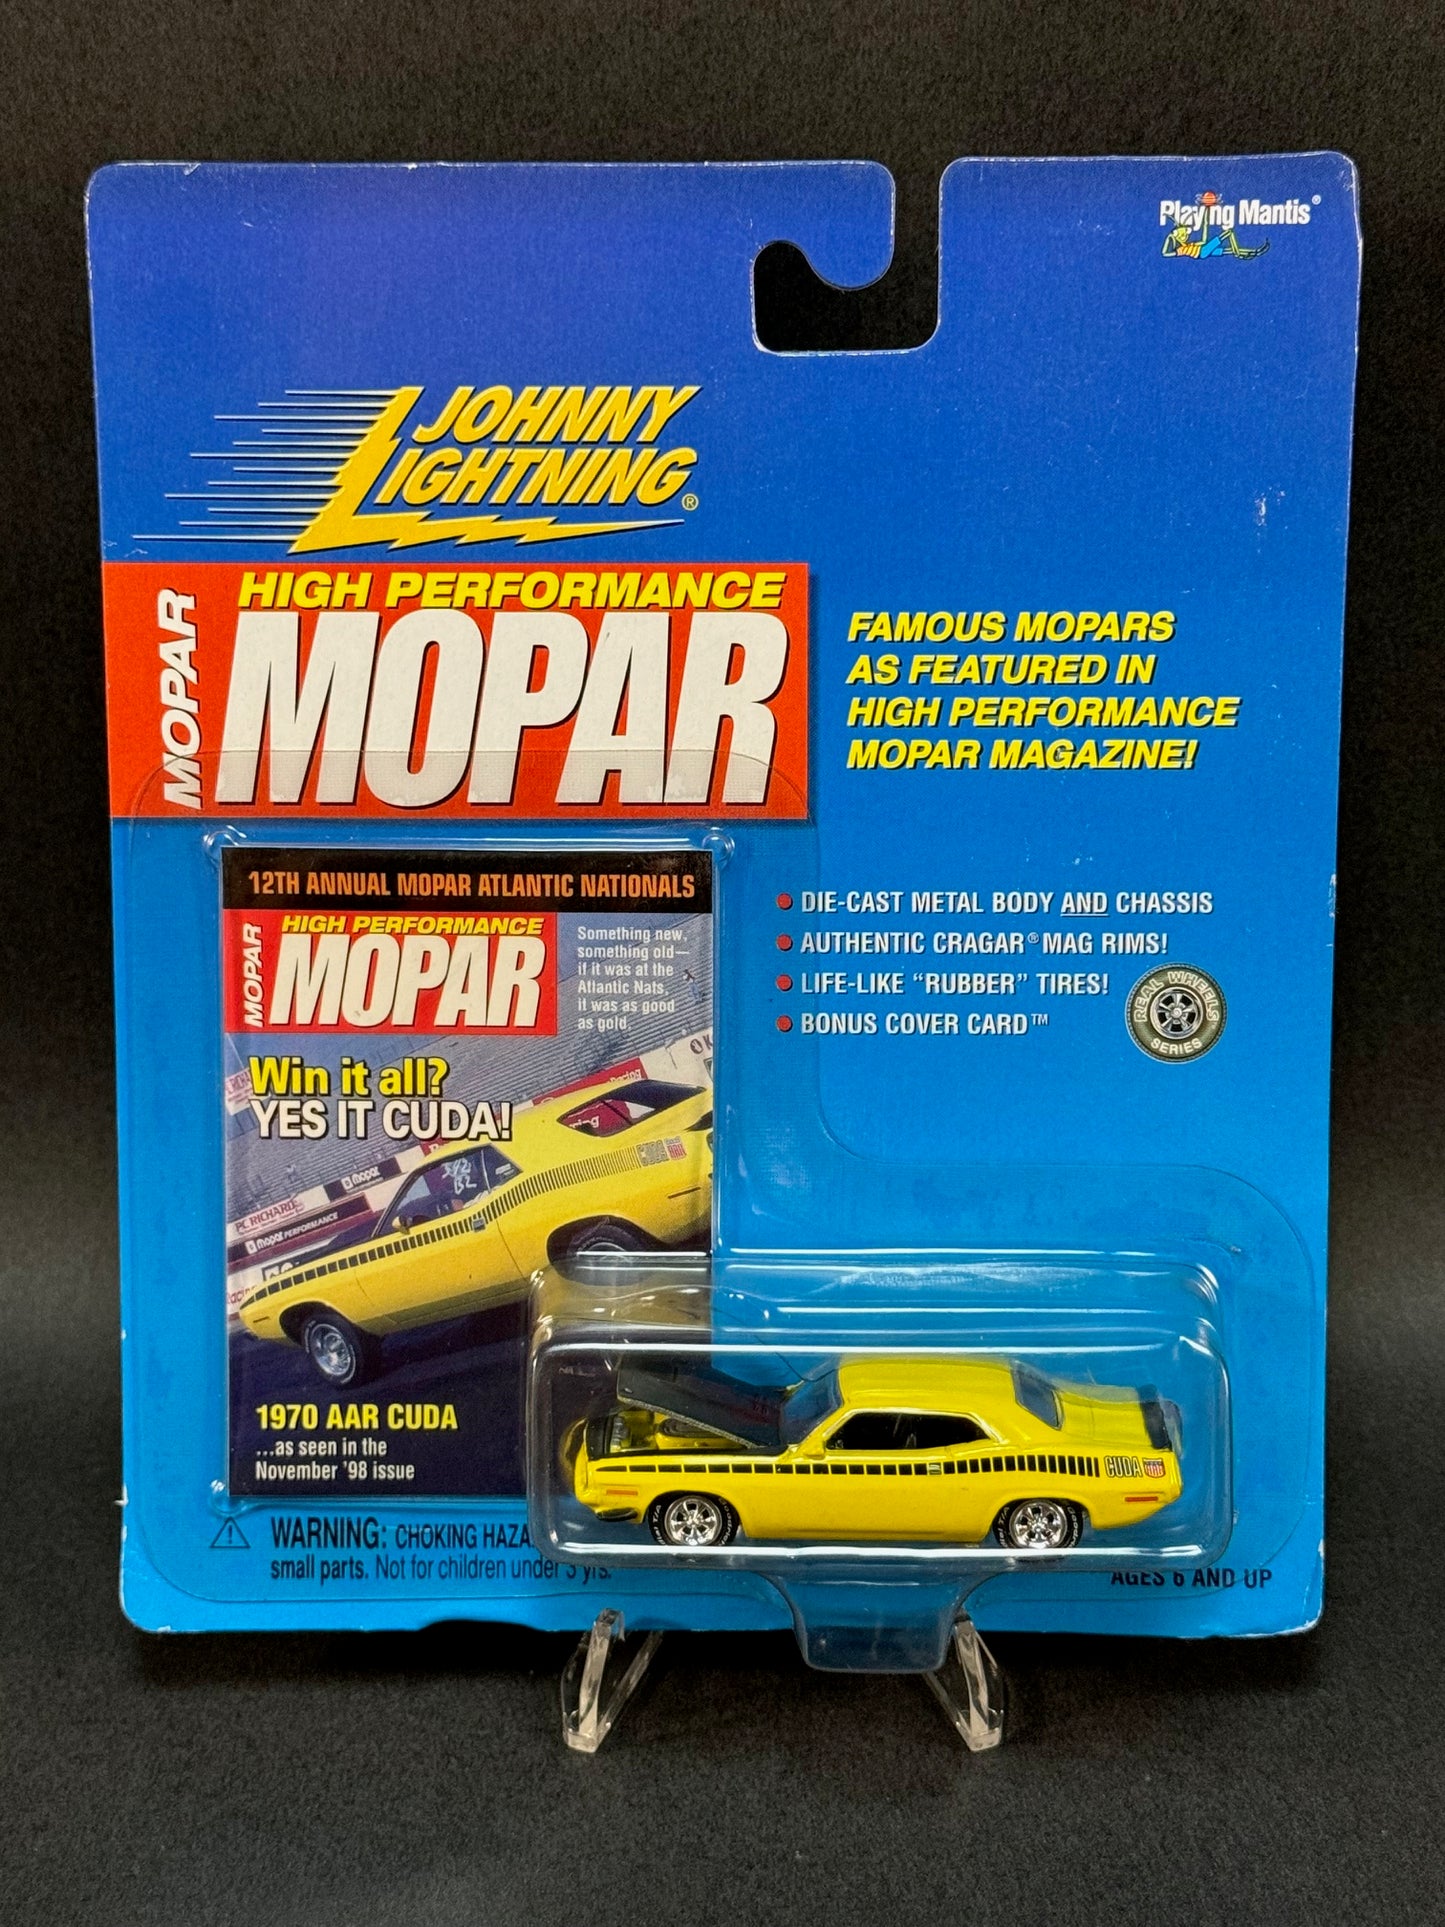 Playing Mantis®
JOHNNY
LIGHTNING®
MOPAR
HIGH PERFORMANCE
MOPAR
FAMOUS MOPARS
AS FEATURED IN
HIGH PERFORMANCE
MOPAR MAGAZINE!
• DIE-CAST METAL BODY AND CHASSIS
• AUTHENTIC CRAGAR® MAG RIMS!
• LIFE-LIKE “RUBBER” TIRES!
• BONUS COVER CARD™
REAL WHEELS
SERIES
12TH ANNUAL MOPAR ATLANTIC NATIONALS
MOPAR
HIGH PERFORMANCE
MOPAR
Something new,
something old—
if it was at the
Atlantic Nats,
it was as good
as gold.
Win it all?
YES IT CUDA!
CUDA
mopar
P.C. RICHARD
mopar PERFORMANCE
1970 AAR CUDA
...as seen in the
November '98 issue
CUDA
WARNING: CHOKING HAZA
small parts. Not for children under 3 yrs.
AGES 6 AND UP